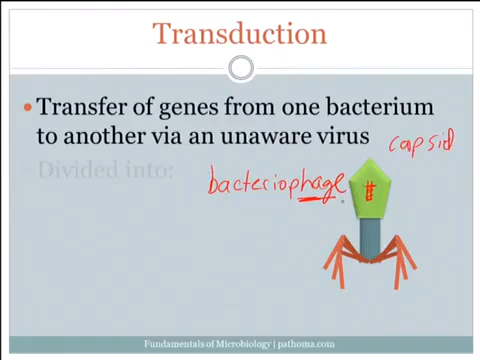 Transduction
• Transfer of genes from one bacterium
to another via an unaware virus
capsid
• Divided into:
bacteriophage
Fundamentals of Microbiology | pathoma.com